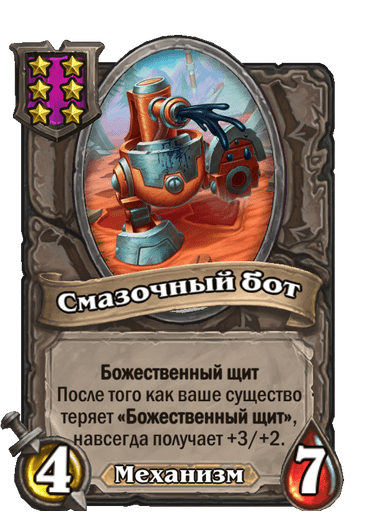 Смазочный бот
Божественный щит
После того как ваше существо
теряет «Божественный щит»,
навсегда получает +3/+2.
4
Механизм
7